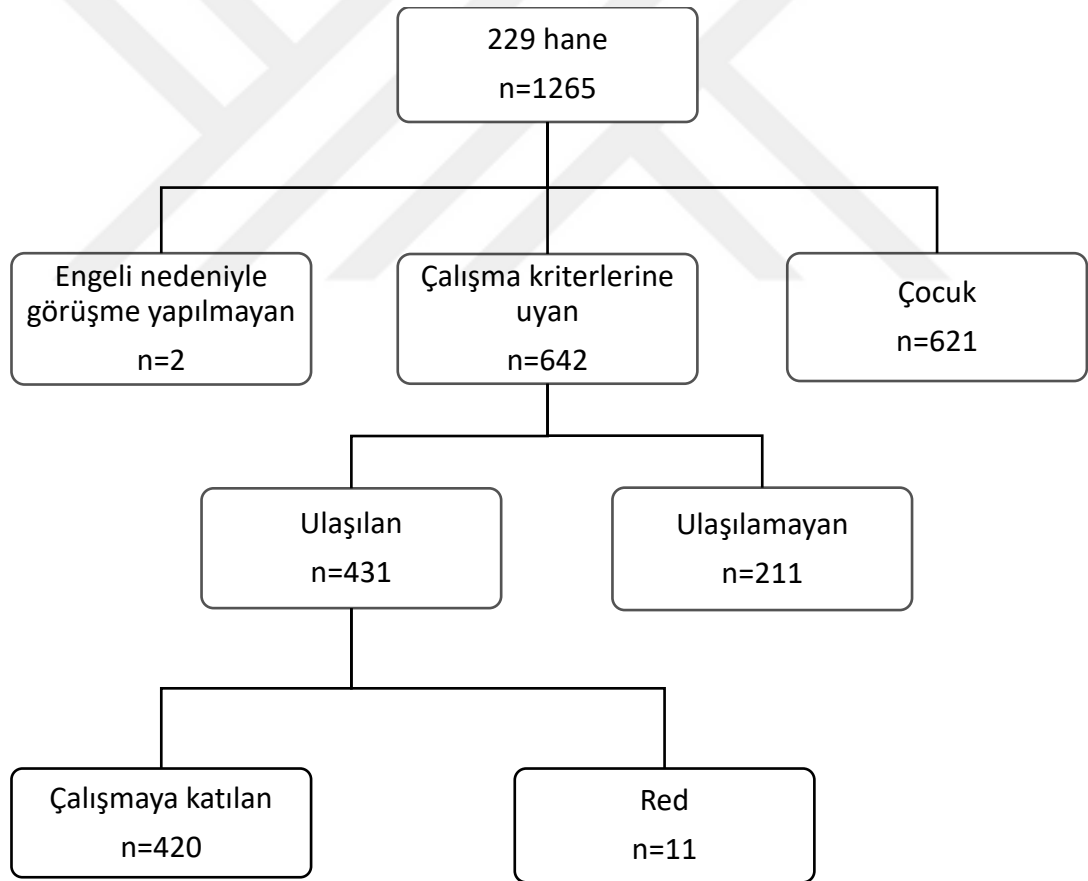 229 hane
n=1265
Engeli nedeniyle
görüşme yapılmayan
n=2
Çalışma kriterlerine
uyan
n=642
Çocuk
n=621
Ulaşılan
n=431
Ulaşılamayan
n=211
Çalışmaya katılan
n=420
Red
n=11